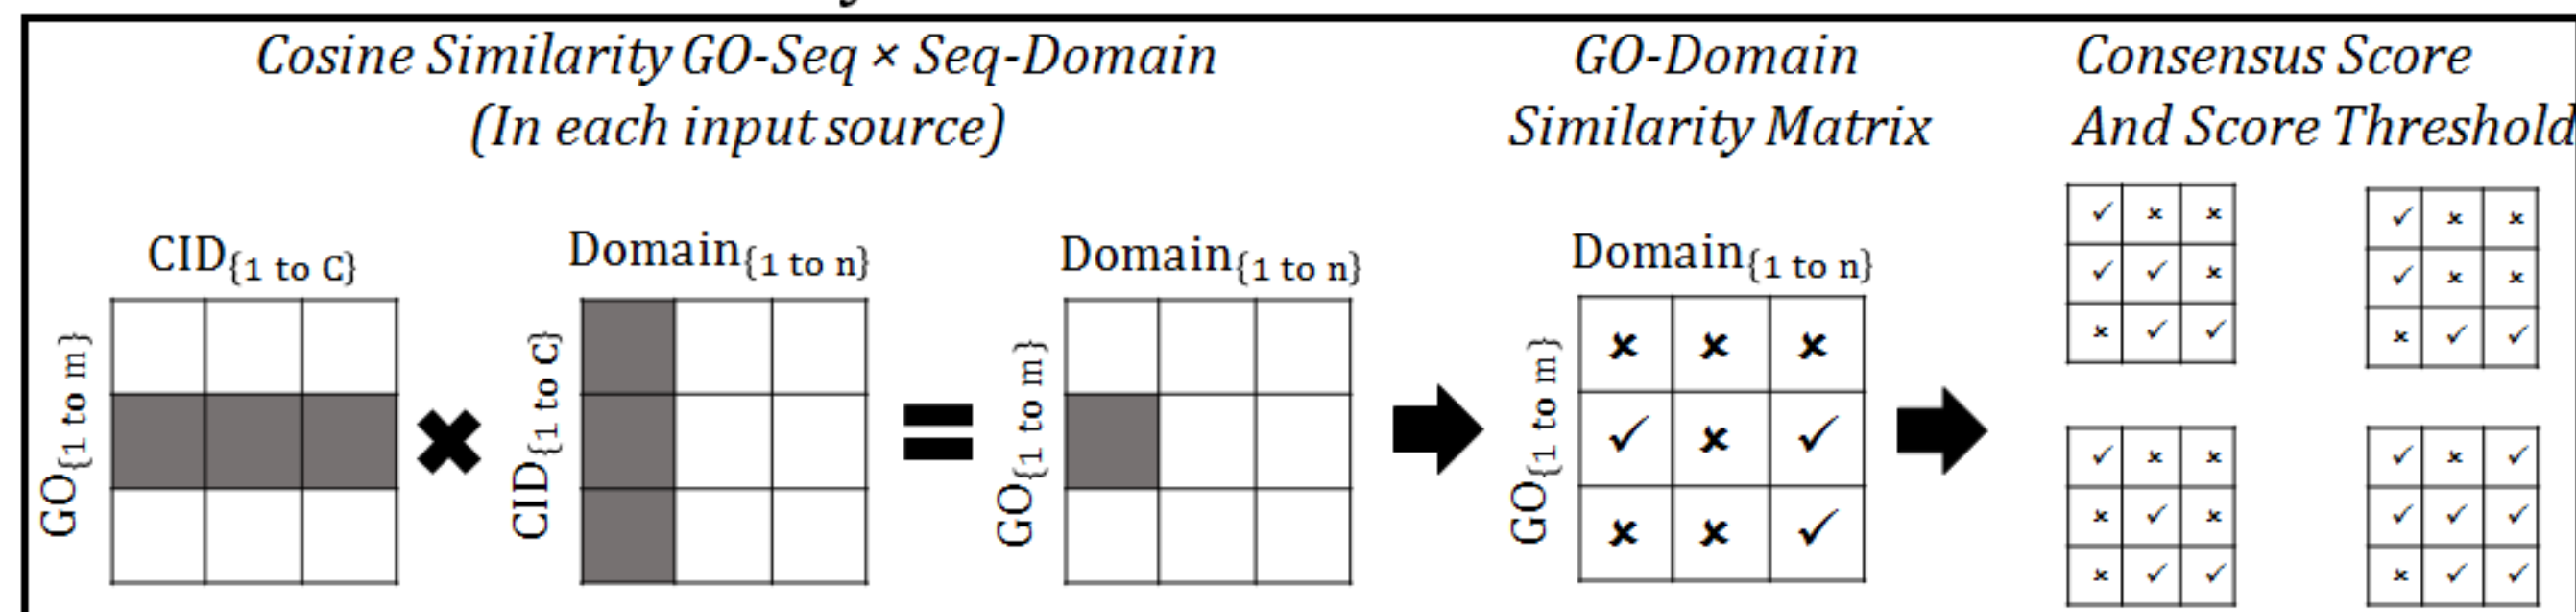 Cosine Similarity GO-Seq × Seq-Domain
(In each input source)
GO-Domain
Similarity Matrix
Consensus Score
And Score Threshold
CID{1 to C}
GO{1 to m}
Domain{1 to n}
CID{1 to C}
Domain{1 to n}
GO{1 to m}
Domain{1 to n}
GO{1 to m}